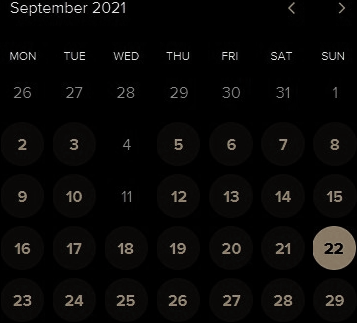 September 2021
MON TUE WED THU FRI SAT SUN
26 27 28 29 30 31 1
2 3 4 5 6 7 8
9 10 11 12 13 14 15
16 17 18 19 20 21 22
23 24 25 26 27 28 29